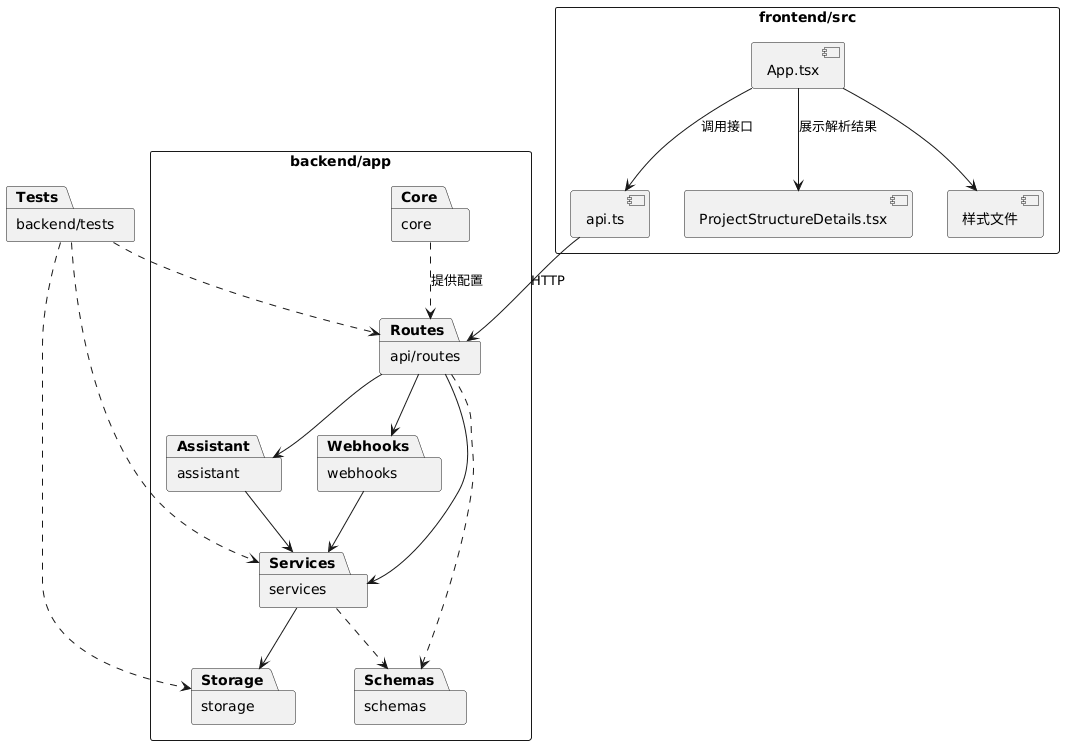 frontend/src
App.tsx
调用接口
展示解析结果
api.ts
ProjectStructureDetails.tsx
样式文件
HTTP
backend/app
Tests
backend/tests
Core
core
提供配置
Routes
api/routes
Assistant
assistant
Webhooks
webhooks
Services
services
Storage
storage
Schemas
schemas